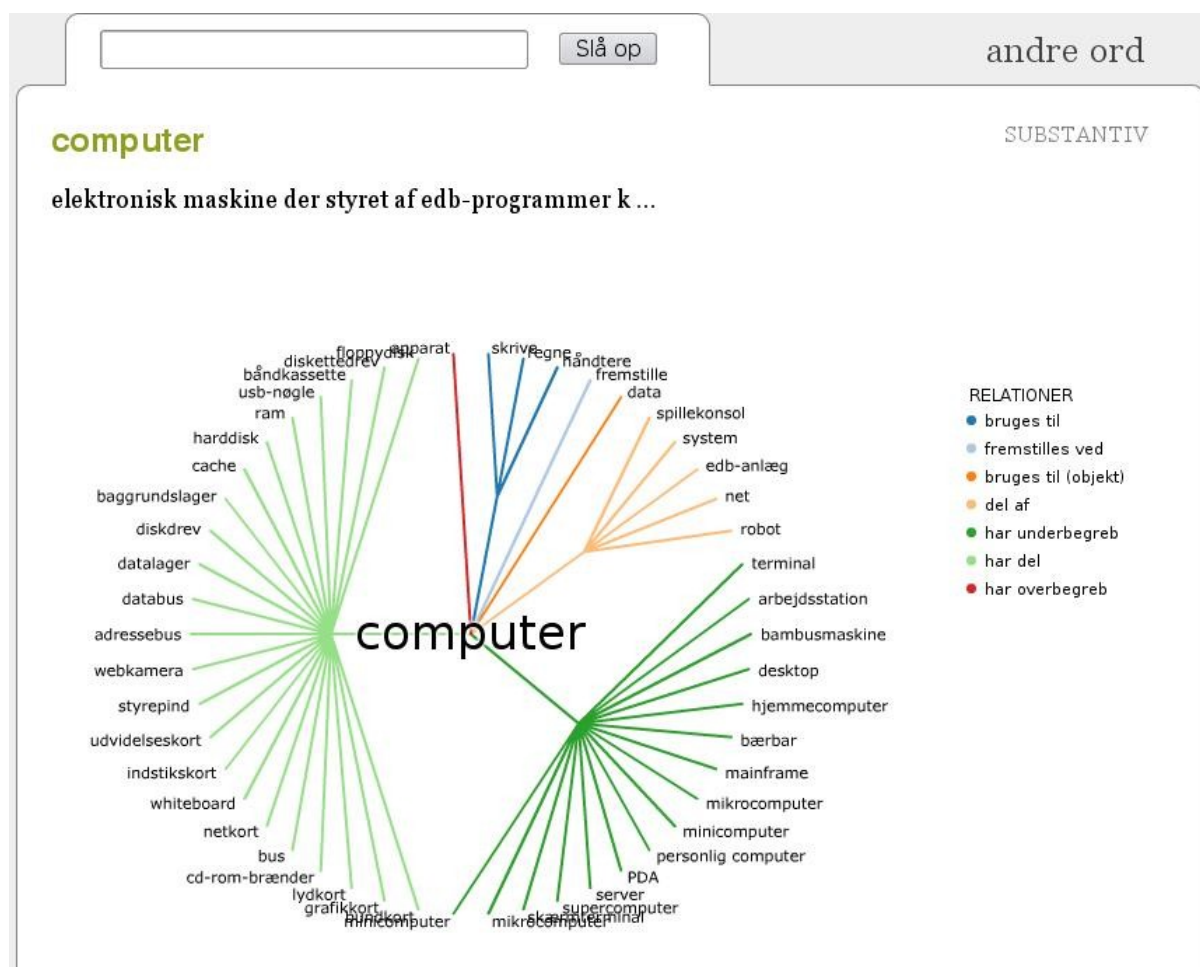 Slå op
andre ord
computer
SUBSTANTIV
elektronisk maskine der styret af edb-programmer k ...
apparat
floppydisk
diskettedrev
båndkassette
usb-nøgle
ram
harddisk
cache
baggrundslager
diskdrev
datalager
databus
adressebus
webkamera
styrepind
udvidelseskort
indstikskort
whiteboard
netkort
bus
cd-rom-brænder
lydkort
grafikkort
bundkort
minicomputer
computer
skrive
regne
håndtere
fremstille
data
spillekonsol
system
edb-anlæg
net
robot
terminal
arbejdsstation
bambusmaskine
desktop
hjemmecomputer
bærbar
mainframe
mikrocomputer
minicomputer
personlig computer
PDA
server
supercomputer
skærmterminal
mikrocomputer
RELATIONER
bruges til
fremstilles ved
bruges til (objekt)
del af
har underbegreb
har del
har overbegreb